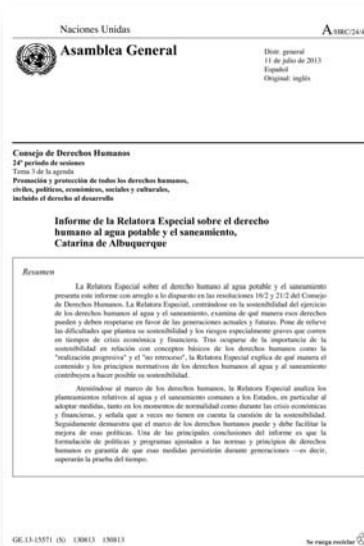 Naciones Unidas
A/HRC/24/4
Asamblea General
Distr. general
11 de julio de 2013
Español
Original: inglés
Consejo de Derechos Humanos
24º período de sesiones
Tema 3 de la agenda
Promoción y protección de todos los derechos humanos,
civiles, políticos, económicos, sociales y culturales,
incluido el derecho al desarrollo
Informe de la Relatora Especial sobre el derecho
humano al agua potable y el saneamiento,
Catarina de Albuquerque
Resumen
La Relatora Especial sobre el derecho humano al agua potable y el saneamiento
presenta este informe con arreglo a lo dispuesto en las resoluciones 16/2 y 21/2 del Consejo
de Derechos Humanos. La Relatora Especial, centrándose en la sostenibilidad del ejercicio
de los derechos humanos al agua y el saneamiento, examina de qué manera esos derechos
pueden y deben respetarse en favor de las generaciones actuales y futuras. Pone de relieve
las dificultades que plantea su sostenibilidad y los riesgos especialmente graves que corren
en tiempos de crisis económica y financiera. Tras ocuparse de la importancia de la
sostenibilidad en relación con conceptos básicos de los derechos humanos como la
"realización progresiva" y el "no retroceso", la Relatora Especial explica de qué manera el
contenido y los principios normativos de los derechos humanos al agua y al saneamiento
contribuyen a hacer posible su sostenibilidad.
Ateniéndose al marco de los derechos humanos, la Relatora Especial analiza los
planteamientos relativos al agua y el saneamiento comunes a los Estados, en particular al
adoptar medidas, tanto en los momentos de normalidad como durante las crisis económicas
y financieras, y señala que a veces no tienen en cuenta la cuestión de la sostenibilidad.
Seguidamente demuestra que el marco de los derechos humanos puede y debe facilitar la
mejora de esas políticas. Una de las principales conclusiones del informe es que la
formulación de políticas y programas ajustados a las normas y principios de derechos
humanos es garantía de que esas medidas persistirán durante generaciones —es decir,
superarán la prueba del tiempo.
GE.13-15571 (S) 130813 150813
Se ruega reciclar